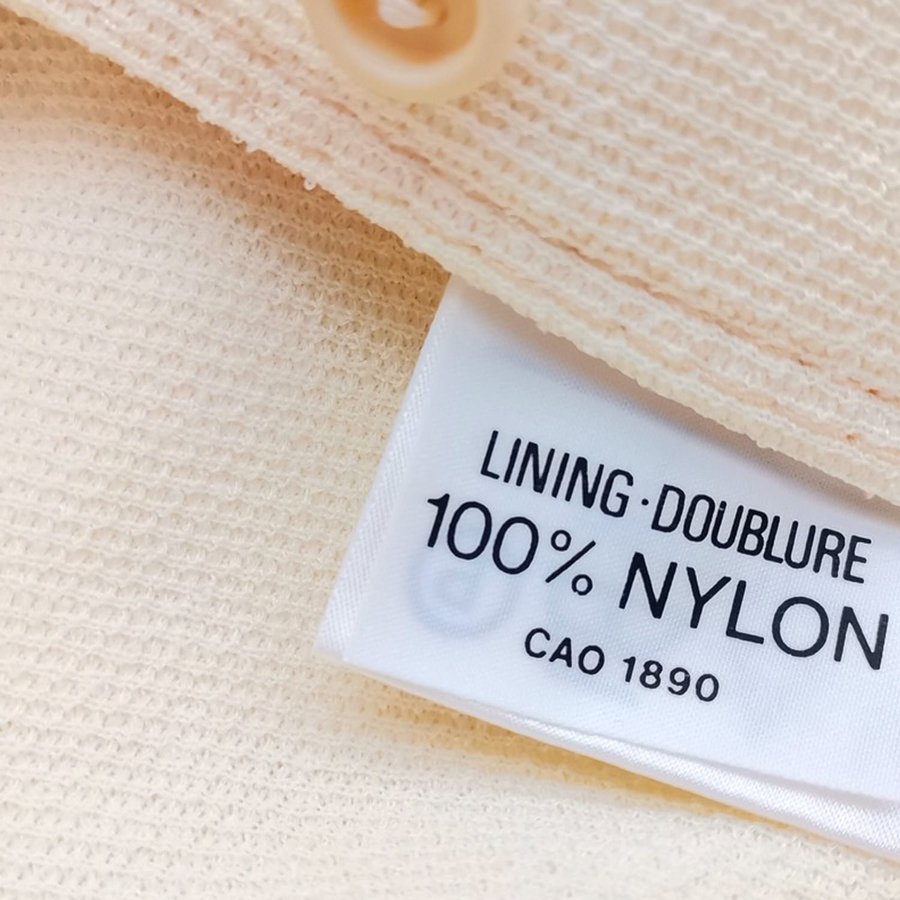 LINING · DOUBLURE
100% NYLON
CAO 1890